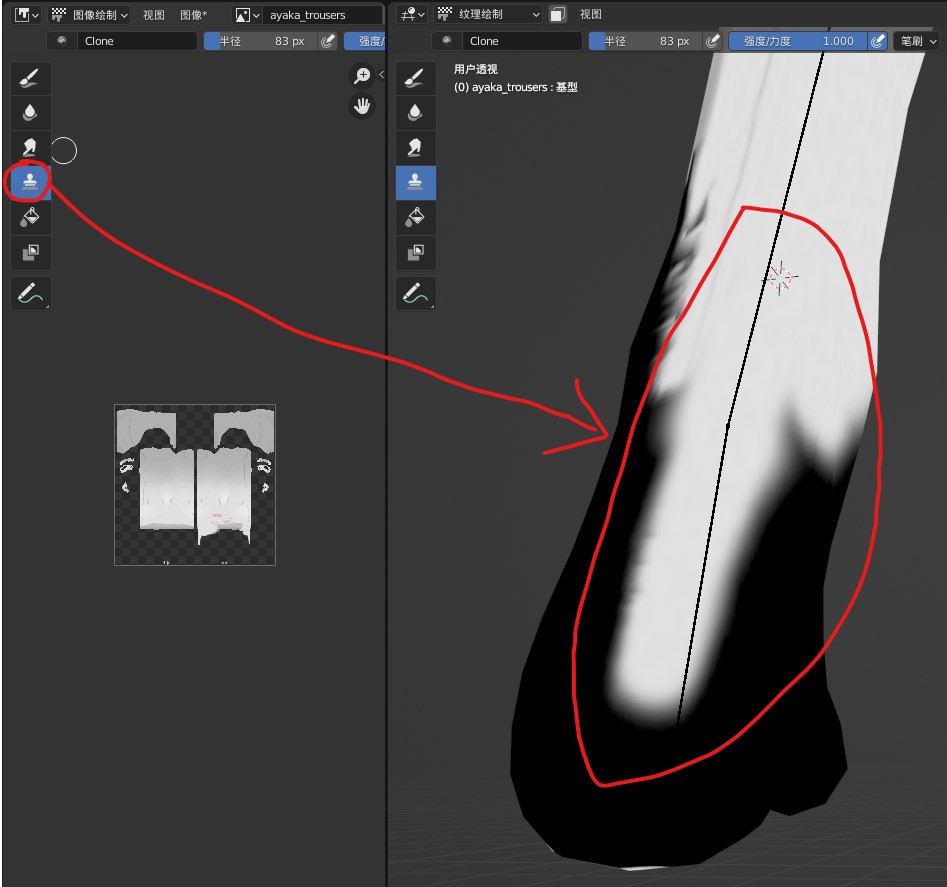 图像绘制 视图 图像* ayaka_trousers
Clone 半径 83 px 强度/
纹理绘制 视图
Clone 半径 83 px 强度/力度 1.000 笔刷
用户透视
(0) ayaka_trousers : 基型